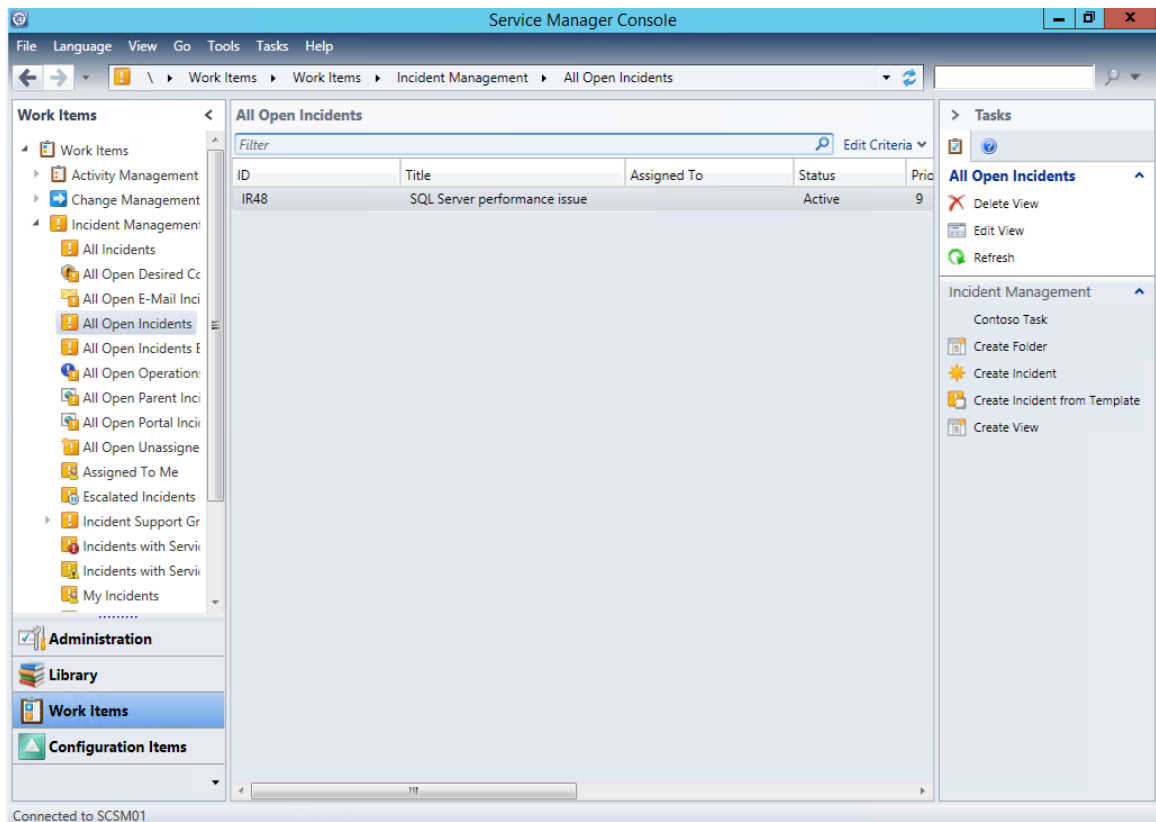 Service Manager Console
File Language View Go Tools Tasks Help
\ Work Items Work Items Incident Management All Open Incidents
Work Items
Work Items
Activity Management
Change Management
Incident Management
All Incidents
All Open Desired Cc
All Open E-Mail Inci
All Open Incidents
All Open Incidents E
All Open Operations
All Open Parent Inci
All Open Portal Incid
All Open Unassigne
Assigned To Me
Escalated Incidents
Incident Support Gr
Incidents with Servic
Incidents with Servic
My Incidents
Administration
Library
Work Items
Configuration Items
All Open Incidents
Filter Edit Criteria
ID Title Assigned To Status Prio
IR48 SQL Server performance issue Active 9
Tasks
All Open Incidents
Delete View
Edit View
Refresh
Incident Management
Contoso Task
Create Folder
Create Incident
Create Incident from Template
Create View
Connected to SCSM01